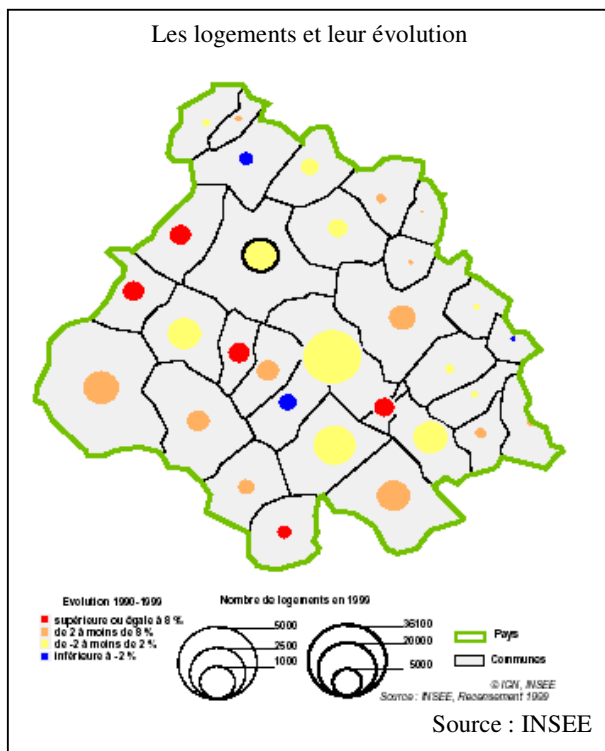 Les logements et leur évolution
Evolution 1990-1999
supérieure ou égale à 8 %
de 2 à moins de 8 %
de -2 à moins de 2 %
inférieure à -2 %
Nombre de logements en 1999
5000
2500
1000
36100
20000
5000
Pays
Communes
© IGN, INSEE
Source : INSEE, Recensement 1999
Source : INSEE